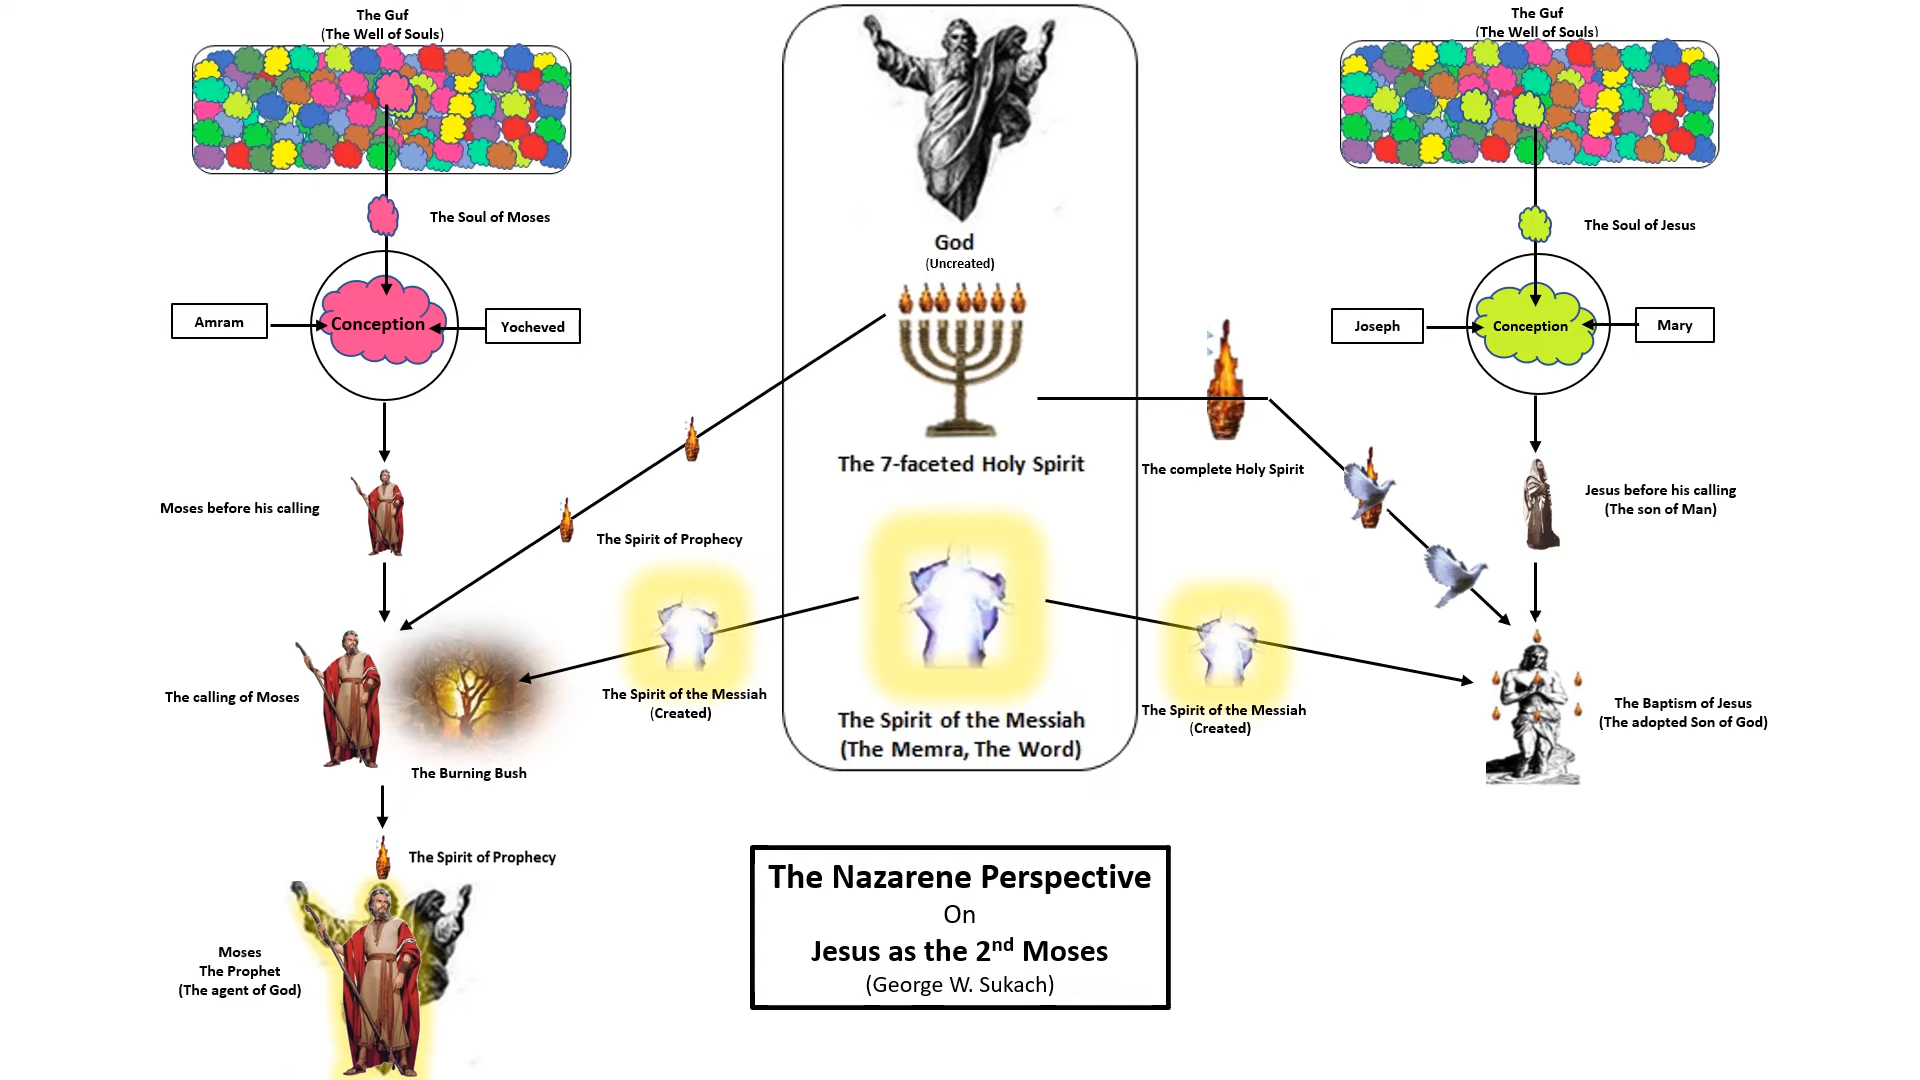 The Guf
(The Well of Souls)
The Soul of Moses
Amram
Conception
Yocheved
Moses before his calling
The calling of Moses
The Burning Bush
The Spirit of Prophecy
Moses
The Prophet
(The agent of God)
The Spirit of Prophecy
The Spirit of the Messiah
(Created)
God
(Uncreated)
The 7-faceted Holy Spirit
The Spirit of the Messiah
(The Memra, The Word)
The Nazarene Perspective
On
Jesus as the 2nd Moses
(George W. Sukach)
The complete Holy Spirit
The Spirit of the Messiah
(Created)
The Guf
(The Well of Souls)
The Soul of Jesus
Joseph
Conception
Mary
Jesus before his calling
(The son of Man)
The Baptism of Jesus
(The adopted Son of God)